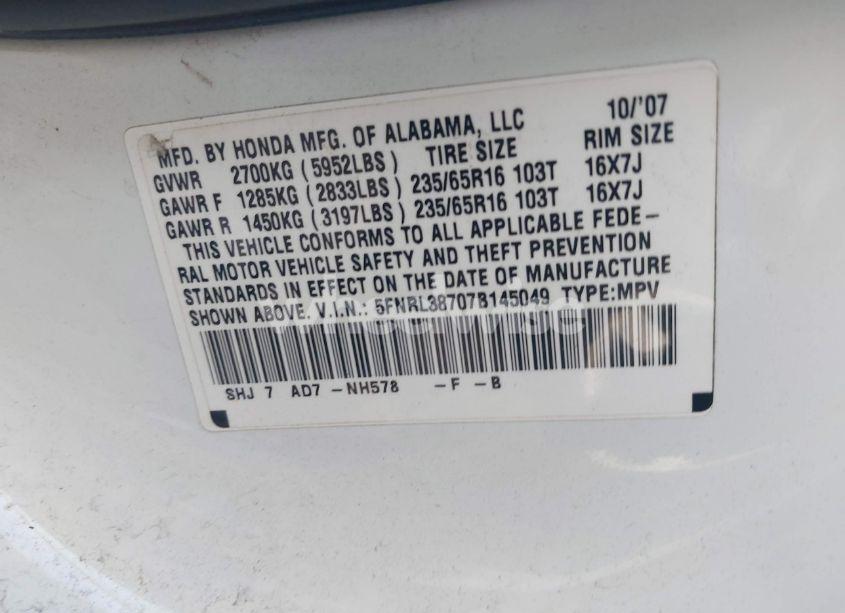 MFD. BY HONDA MFG. OF ALABAMA, LLC 10/'07
GVWR 2700KG (5952LBS) TIRE SIZE RIM SIZE
GAWR F 1285KG (2833LBS) 235/65R16 103T 16X7J
GAWR R 1450KG (3197LBS) 235/65R16 103T 16X7J
THIS VEHICLE CONFORMS TO ALL APPLICABLE FEDE-
RAL MOTOR VEHICLE SAFETY AND THEFT PREVENTION
STANDARDS IN EFFECT ON THE DATE OF MANUFACTURE
SHOWN ABOVE. V.I.N.: 5FNRL38707B145049 TYPE:MPV
wheelwise
SHJ 7 AD7 -NH578 -F -B